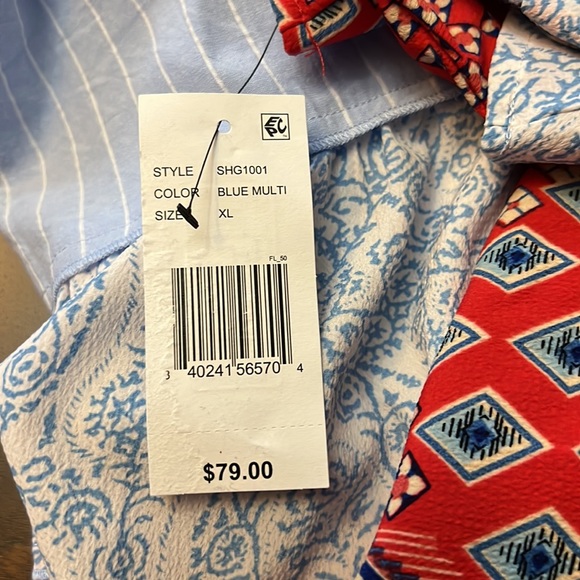 STYLE SHG1001
COLOR BLUE MULTI
SIZE XL
FL_50
3 40241 56570 4
$79.00